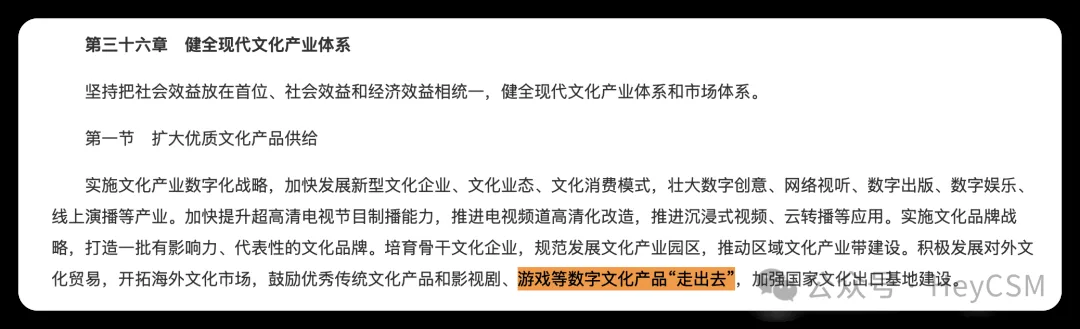 第三十六章 健全现代文化产业体系
坚持把社会效益放在首位、社会效益和经济效益相统一，健全现代文化产业体系和市场体系。
第一节 扩大优质文化产品供给
实施文化产业数字化战略，加快发展新型文化企业、文化业态、文化消费模式，壮大数字创意、网络视听、数字出版、数字娱乐、
线上演播等产业。加快提升超高清电视节目制播能力，推进电视频道高清化改造，推进沉浸式视频、云转播等应用。实施文化品牌战
略，打造一批有影响力、代表性的文化品牌。培育骨干文化企业，规范发展文化产业园区，推动区域文化产业带建设。积极发展对外文
化贸易，开拓海外文化市场，鼓励优秀传统文化产品和影视剧、游戏等数字文化产品“走出去”，加强国家文化出口基地建设。
公众号·HeyCSM